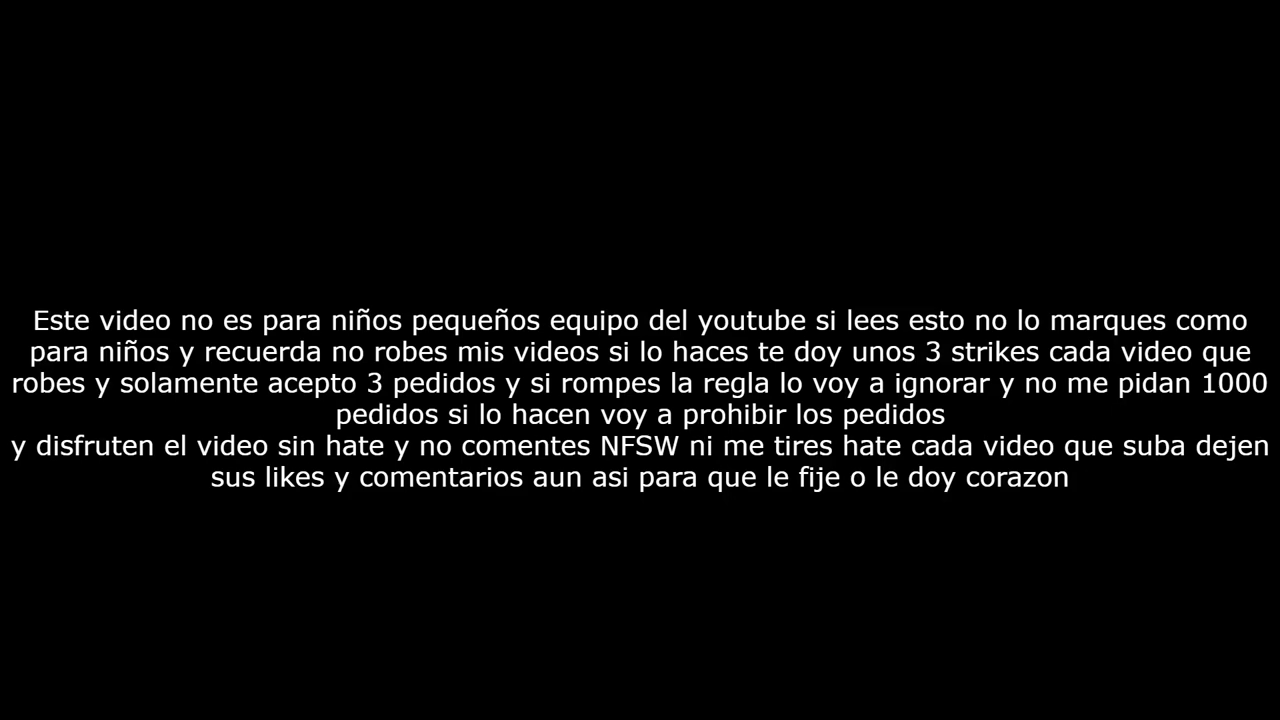 Este video no es para niños pequeños equipo del youtube si lees esto no lo marques como
para niños y recuerda no robes mis videos si lo haces te doy unos 3 strikes cada video que
robes y solamente acepto 3 pedidos y si rompes la regla lo voy a ignorar y no me pidan 1000
pedidos si lo hacen voy a prohibir los pedidos
y disfruten el video sin hate y no comentes NFSW ni me tires hate cada video que suba dejen
sus likes y comentarios aun asi para que le fije o le doy corazon